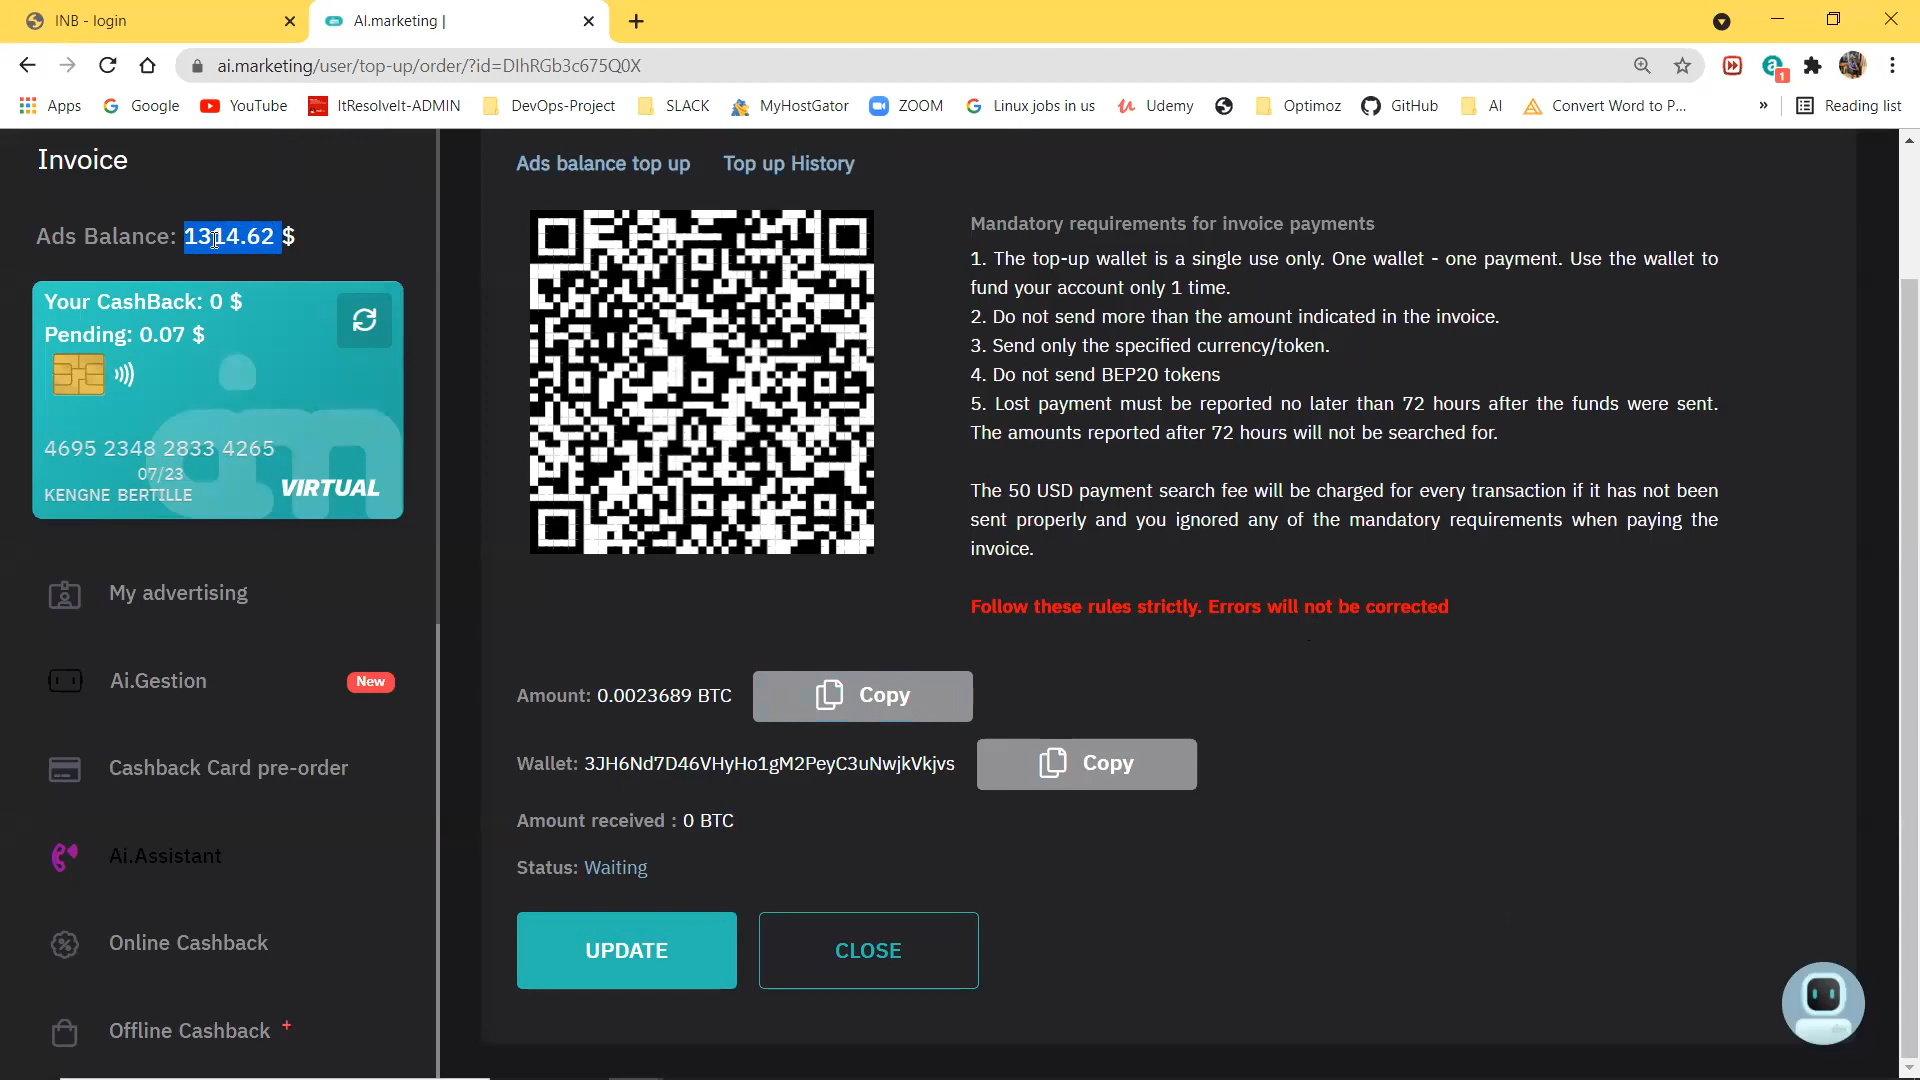 INB - login
AI.marketing |
ai.marketing/user/top-up/order/?id=DIhRGb3c675Q0X
1
Apps
Google
YouTube
ItResolveIt-ADMIN
DevOps-Project
SLACK
MyHostGator
ZOOM
Linux jobs in us
Udemy
Optimoz
GitHub
AI
Convert Word to P...
»
Reading list
Invoice
Ads Balance: 1314.62 $
Your CashBack: 0 $
Pending: 0.07 $
4695 2348 2833 4265
07/23
KENGNE BERTILLE
VIRTUAL
My advertising
Ai.Gestion
New
Cashback Card pre-order
Ai.Assistant
Online Cashback
Offline Cashback +
Ads balance top up
Top up History
Mandatory requirements for invoice payments
1. The top-up wallet is a single use only. One wallet - one payment. Use the wallet to
fund your account only 1 time.
2. Do not send more than the amount indicated in the invoice.
3. Send only the specified currency/token.
4. Do not send BEP20 tokens
5. Lost payment must be reported no later than 72 hours after the funds were sent.
The amounts reported after 72 hours will not be searched for.
The 50 USD payment search fee will be charged for every transaction if it has not been
sent properly and you ignored any of the mandatory requirements when paying the
invoice.
Follow these rules strictly. Errors will not be corrected
Amount: 0.0023689 BTC
Copy
Wallet: 3JH6Nd7D46VHyHo1gM2PeyC3uNwjkVkjvs
Copy
Amount received : 0 BTC
Status: Waiting
UPDATE
CLOSE